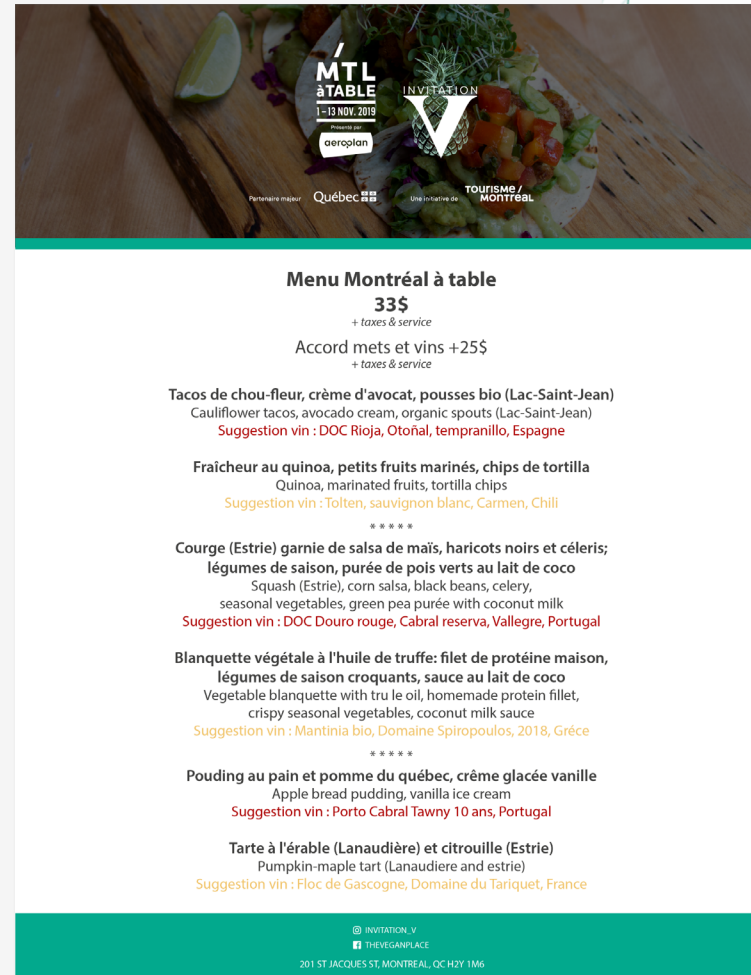 MTL
àTABLE
1 – 13 NOV. 2019
Présenté par
aeroplan
INVITATION
V
Partenaire majeur
Québec
Une initiative de
TOURISME /
MONTRÉAL
Menu Montréal à table
33$
+ taxes & service
Accord mets et vins +25$
+ taxes & service
Tacos de chou-fleur, crème d'avocat, pousses bio (Lac-Saint-Jean)
Cauliflower tacos, avocado cream, organic spouts (Lac-Saint-Jean)
Suggestion vin : DOC Rioja, Otoñal, tempranillo, Espagne
Fraîcheur au quinoa, petits fruits marinés, chips de tortilla
Quinoa, marinated fruits, tortilla chips
Suggestion vin : Tolten, sauvignon blanc, Carmen, Chili
* * * * *
Courge (Estrie) garnie de salsa de maïs, haricots noirs et céleris;
légumes de saison, purée de pois verts au lait de coco
Squash (Estrie), corn salsa, black beans, celery,
seasonal vegetables, green pea purée with coconut milk
Suggestion vin : DOC Douro rouge, Cabral reserva, Vallegre, Portugal
Blanquette végétale à l'huile de truffe: filet de protéine maison,
légumes de saison croquants, sauce au lait de coco
Vegetable blanquette with tru le oil, homemade protein fillet,
crispy seasonal vegetables, coconut milk sauce
Suggestion vin : Mantinia bio, Domaine Spiropoulos, 2018, Gréce
* * * * *
Pouding au pain et pomme du québec, crême glacée vanille
Apple bread pudding, vanilla ice cream
Suggestion vin : Porto Cabral Tawny 10 ans, Portugal
Tarte à l'érable (Lanaudière) et citrouille (Estrie)
Pumpkin-maple tart (Lanaudiere and estrie)
Suggestion vin : Floc de Gascogne, Domaine du Tariquet, France
INVITATION_V
THEVEGANPLACE
201 ST JACQUES ST, MONTREAL, QC H2Y 1M6